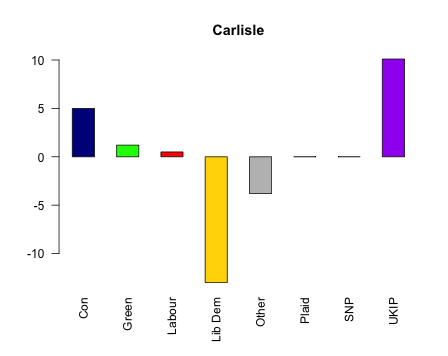 Carlisle
10
5
0
-5
-10
Con
Green
Labour
Lib Dem
Other
Plaid
SNP
UKIP